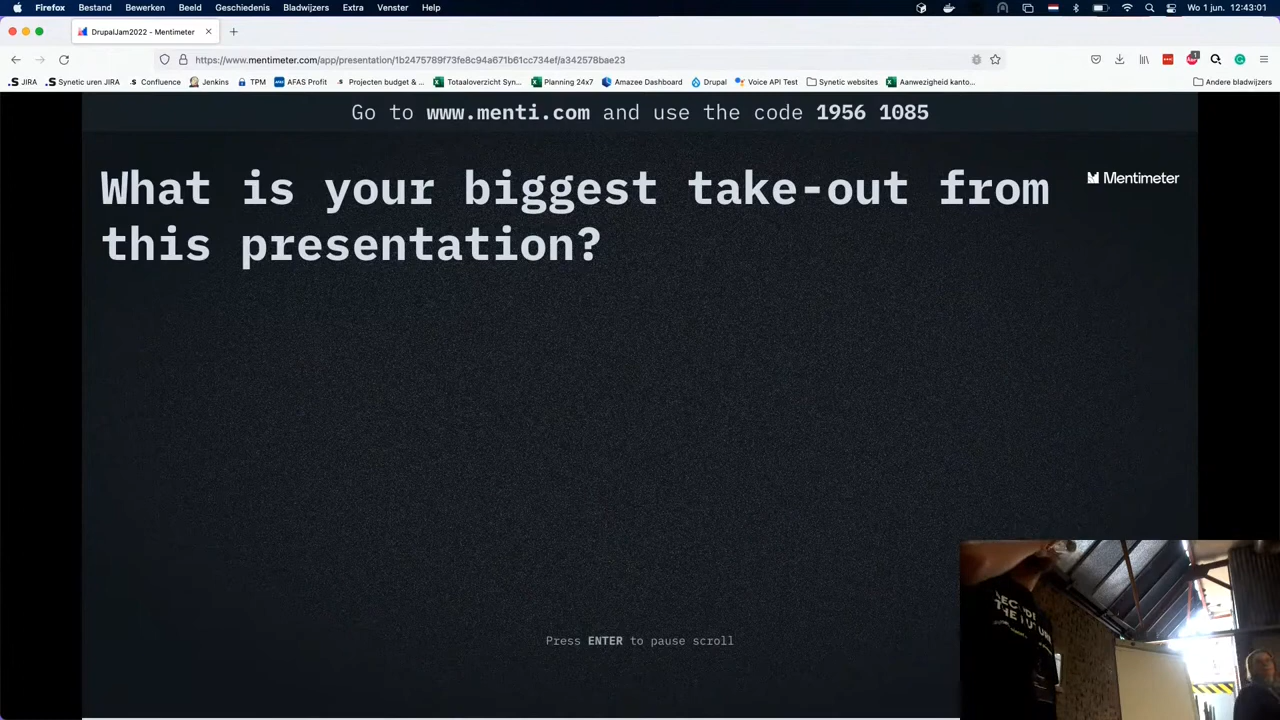 Firefox Bestand Bewerken Beeld Geschiedenis Bladwijzers Extra Venster Help Wo 1 jun. 12:43:01
DrupalJam2022 - Mentimeter
https://www.mentimeter.com/app/presentation/1b2475789f73fe8c94a671b61cc734ef/a342578bae23
JIRA Synetic uren JIRA Confluence Jenkins TPM AFAS Profit Projecten budget &... Totaaloverzicht Syn... Planning 24x7 Amazee Dashboard Drupal Voice API Test Synetic websites Aanwezigheid kanto... Andere bladwijzers
Go to www.menti.com and use the code 1956 1085
What is your biggest take-out from
this presentation?
Mentimeter
Press ENTER to pause scroll